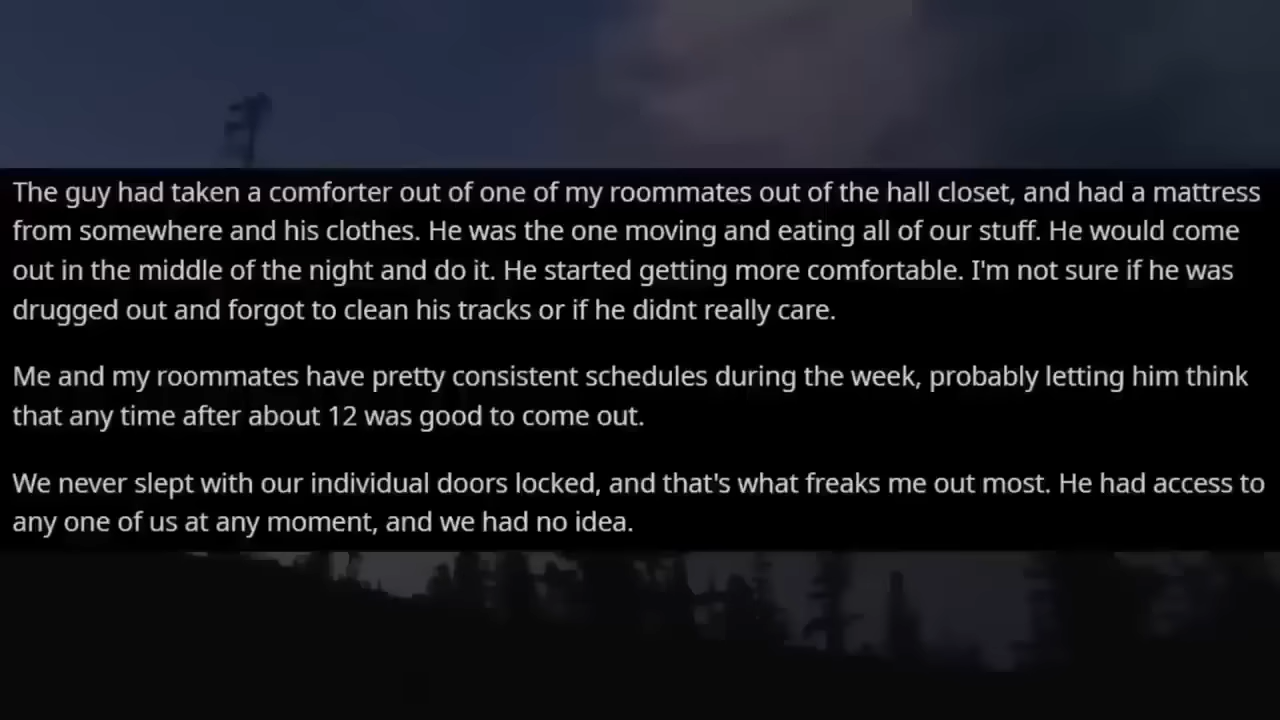 The guy had taken a comforter out of one of my roommates out of the hall closet, and had a mattress
from somewhere and his clothes. He was the one moving and eating all of our stuff. He would come
out in the middle of the night and do it. He started getting more comfortable. I'm not sure if he was
drugged out and forgot to clean his tracks or if he didnt really care.
Me and my roommates have pretty consistent schedules during the week, probably letting him think
that any time after about 12 was good to come out.
We never slept with our individual doors locked, and that's what freaks me out most. He had access to
any one of us at any moment, and we had no idea.